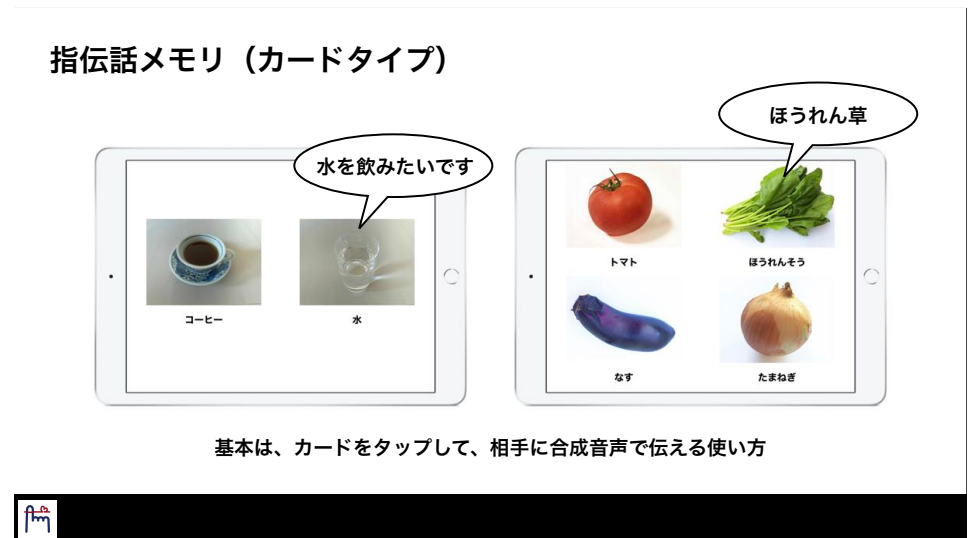 指伝話メモリ（カードタイプ）
水を飲みたいです
ほうれん草
コーヒー
水
トマト
ほうれんそう
なす
たまねぎ
基本は、カードをタップして、相手に合成音声で伝える使い方